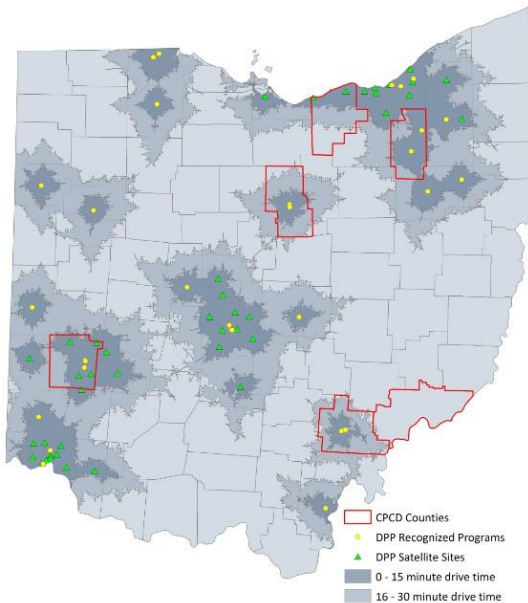 CPCD Counties
DPP Recognized Programs
DPP Satellite Sites
0 - 15 minute drive time
16 - 30 minute drive time